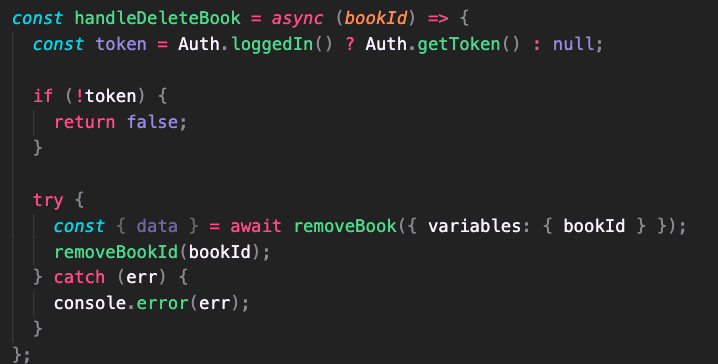 const handleDeleteBook = async (bookId) => {
  const token = Auth.loggedIn() ? Auth.getToken() : null;

  if (!token) {
    return false;
  }

  try {
    const { data } = await removeBook({ variables: { bookId } });
    removeBookId(bookId);
  } catch (err) {
    console.error(err);
  }
};